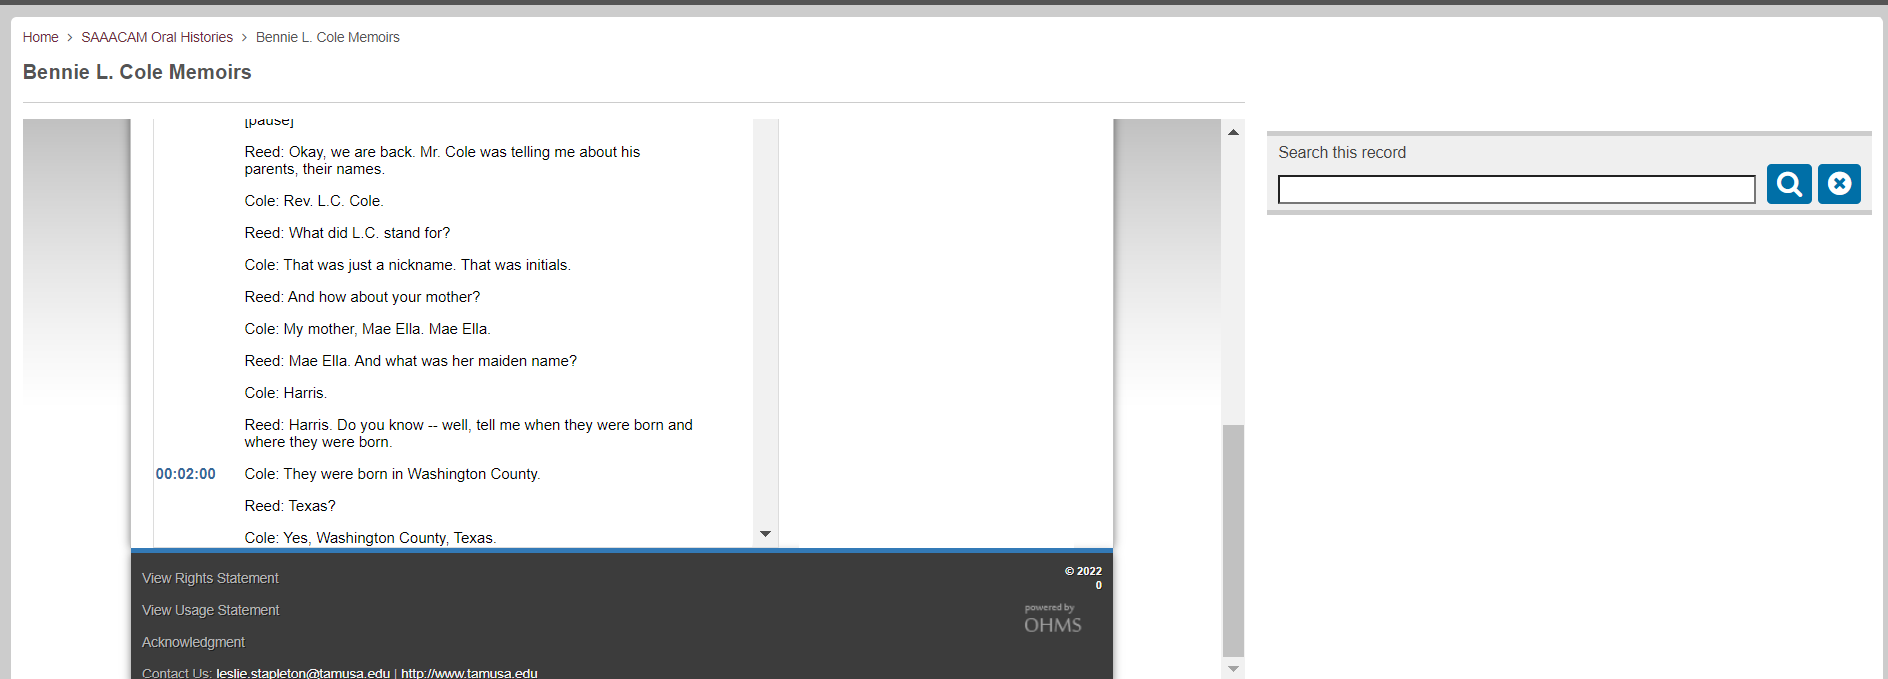 Home > SAAACAM Oral Histories > Bennie L. Cole Memoirs
Bennie L. Cole Memoirs
[pause]
Reed: Okay, we are back. Mr. Cole was telling me about his
parents, their names.
Cole: Rev. L.C. Cole.
Reed: What did L.C. stand for?
Cole: That was just a nickname. That was initials.
Reed: And how about your mother?
Cole: My mother, Mae Ella. Mae Ella.
Reed: Mae Ella. And what was her maiden name?
Cole: Harris.
Reed: Harris. Do you know -- well, tell me when they were born and
where they were born.
00:02:00 Cole: They were born in Washington County.
Reed: Texas?
Cole: Yes, Washington County, Texas.
View Rights Statement
View Usage Statement
Acknowledgment
Contact Us: leslie.stapleton@tamusa.edu | http://www.tamusa.edu
© 2022
0
powered by
OHMS
Search this record